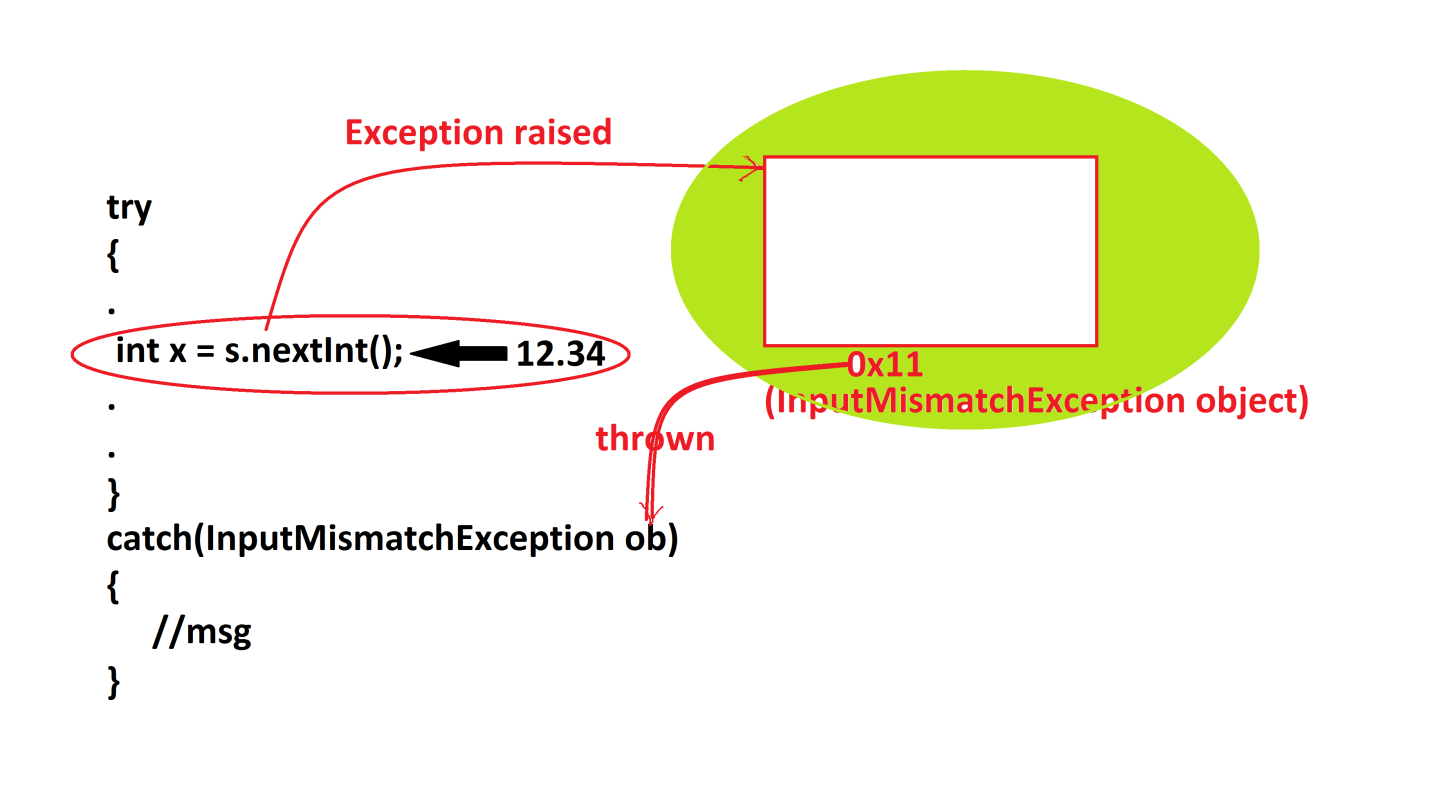 Exception raised
try
{
.
int x = s.nextInt(); 12.34
0x11
(InputMismatchException object)
.
thrown
.
}
catch(InputMismatchException ob)
{
//msg
}